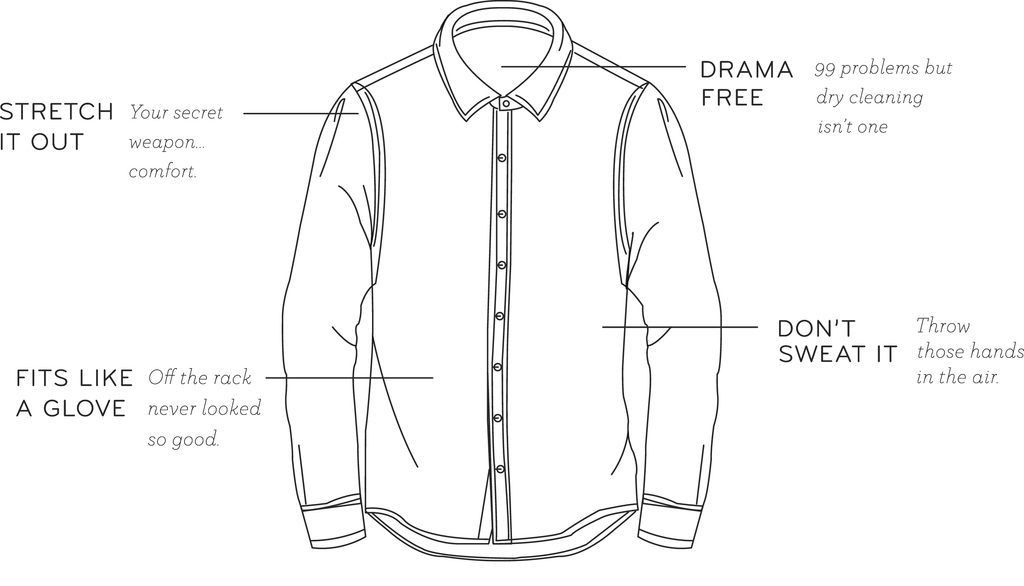 DRAMA
FREE
99 problems but
dry cleaning
isn't one
STRETCH
IT OUT
Your secret
weapon...
comfort.
DON'T
SWEAT IT
Throw
those hands
in the air.
FITS LIKE
A GLOVE
Off the rack
never looked
so good.